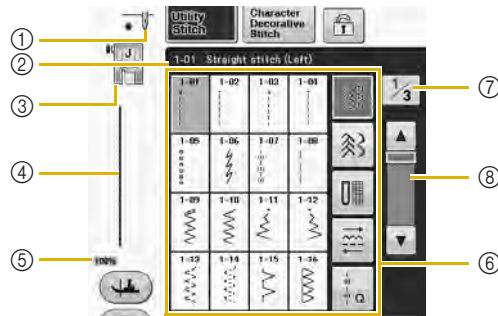 ①
②
③
④
⑤
⑥
⑦
⑧
Utility
Stitch
Character
Decorative
Stitch
J
1-01 Straight stitch (Left)
1-01 1-02 1-03 1-04
1-05 1-06 1-07 1-08
1-09 1-10 1-11 1-12
1-13 1-14 1-15 1-16
Q
1/3
100%